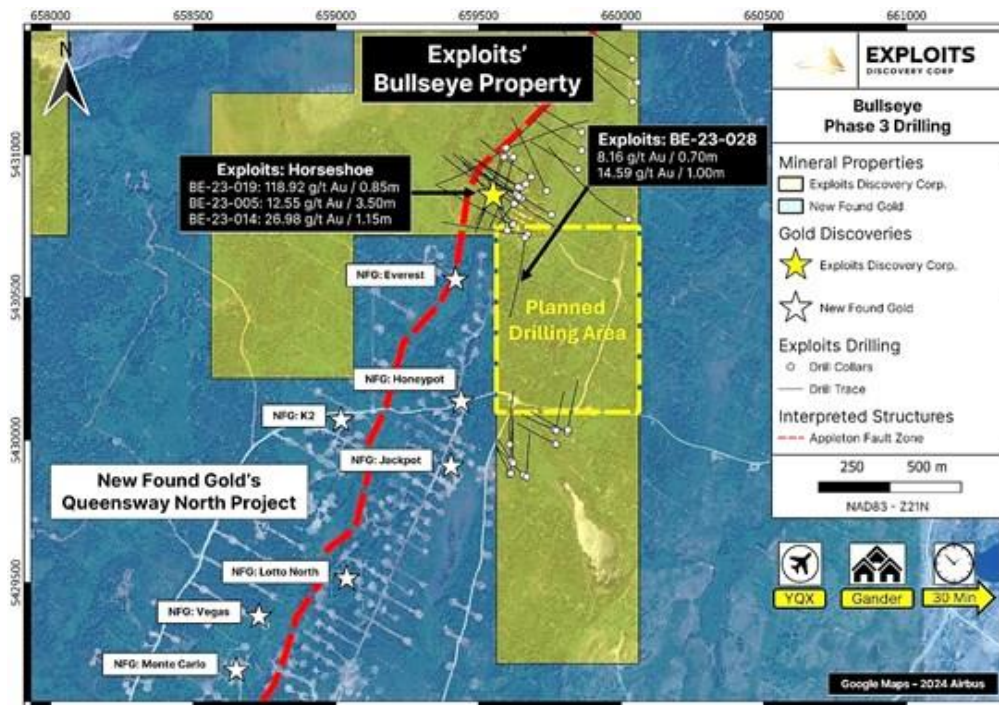 658000
658500
659000
659500
660000
660500
661000
5431000
5430500
5430000
5429500
N
Exploits'
Bullseye Property
Exploits: Horseshoe
BE-23-019: 118.92 g/t Au / 0.85m
BE-23-005: 12.55 g/t Au / 3.50m
BE-23-014: 26.98 g/t Au / 1.15m
Exploits: BE-23-028
8.16 g/t Au / 0.70m
14.59 g/t Au / 1.00m
NFG: Everest
Planned
Drilling Area
NFG: Honeypot
NFG: K2
NFG: Jackpot
New Found Gold's
Queensway North Project
NFG: Lotto North
NFG: Vegas
NFG: Monte Carlo
EXPLOITS
DISCOVERY CORP
Bullseye
Phase 3 Drilling
Mineral Properties
Exploits Discovery Corp.
New Found Gold
Gold Discoveries
Exploits Discovery Corp.
New Found Gold
Exploits Drilling
Drill Collars
Drill Trace
Interpreted Structures
Appleton Fault Zone
250 500 m
NAD83 - Z21N
YQX Gander 30 Min
Google Maps - 2024 Airbus